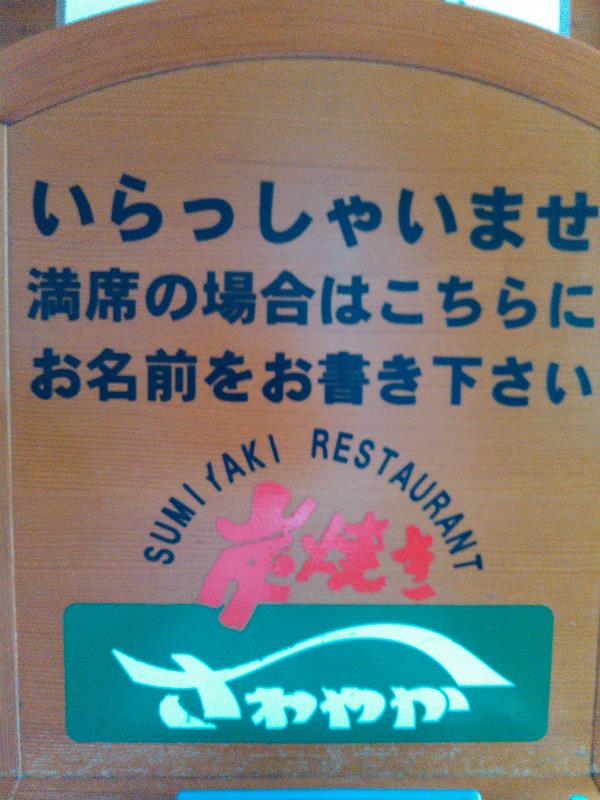 いらっしゃいませ
満席の場合はこちらに
お名前をお書き下さい
SUMIYAKI RESTAURANT
炭焼き
さわやか